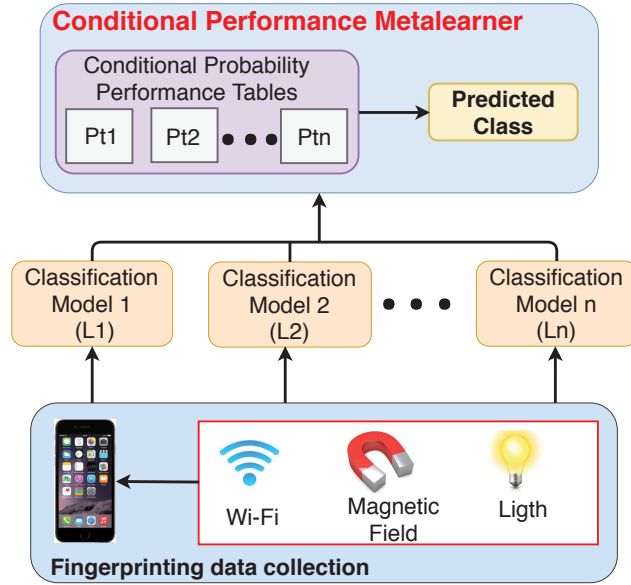 Conditional Performance Metalearner
Conditional Probability
Performance Tables
Pt1
Pt2
Ptn
Predicted
Class
Classification
Model 1
(L1)
Classification
Model 2
(L2)
Classification
Model n
(Ln)
Wi-Fi
Magnetic
Field
Ligth
Fingerprinting data collection